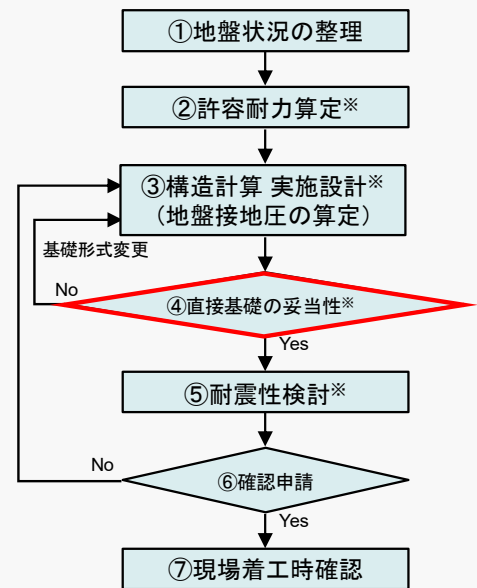 ①地盤状況の整理
②許容耐力算定※
③構造計算 実施設計※
（地盤接地圧の算定）
基礎形式変更
No
④直接基礎の妥当性※
Yes
⑤耐震性検討※
No
⑥確認申請
Yes
⑦現場着工時確認